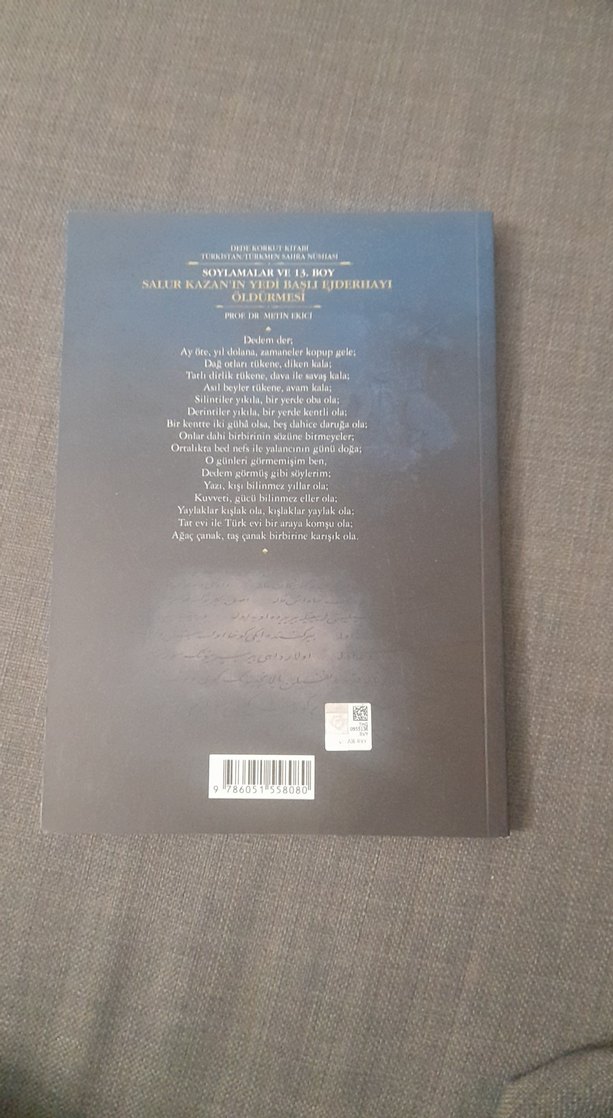 DEDE KORKUT KİTABI
TÜRKİSTAN/TÜRKMEN SAHRA NÜSHASI
SOYLAMALAR VE 13. BOY
SALUR KAZAN'IN YEDİ BAŞLI EJDERHAYI
ÖLDÜRMESİ
PROF. DR. METİN EKİCİ
Dedem der;
Ay öte, yıl dolana, zamaneler kopup gele;
Dağ otları tükene, diken kala;
Tatlı dirlik tükene, dava ile savaş kala;
Asıl beyler tükene, avam kala;
Silintiler yıkıla, bir yerde oba ola;
Derintiler yıkıla, bir yerde kentli ola;
Bir kentte iki gühâ olsa, beş dahice daruğa ola;
Onlar dahi birbirinin sözüne bitmeyeler;
Ortalıkta bed nefs ile yalancının günü doğa;
O günleri görmemişim ben,
Dedem görmüş gibi söylerim;
Yazı, kışı bilinmez yıllar ola;
Kuvveti, gücü bilinmez eller ola;
Yaylaklar kışlak ola, kışlaklar yaylak ola;
Tat evi ile Türk evi bir araya komşu ola;
Ağaç çanak, taş çanak birbirine karışık ola.
9 786051 558080